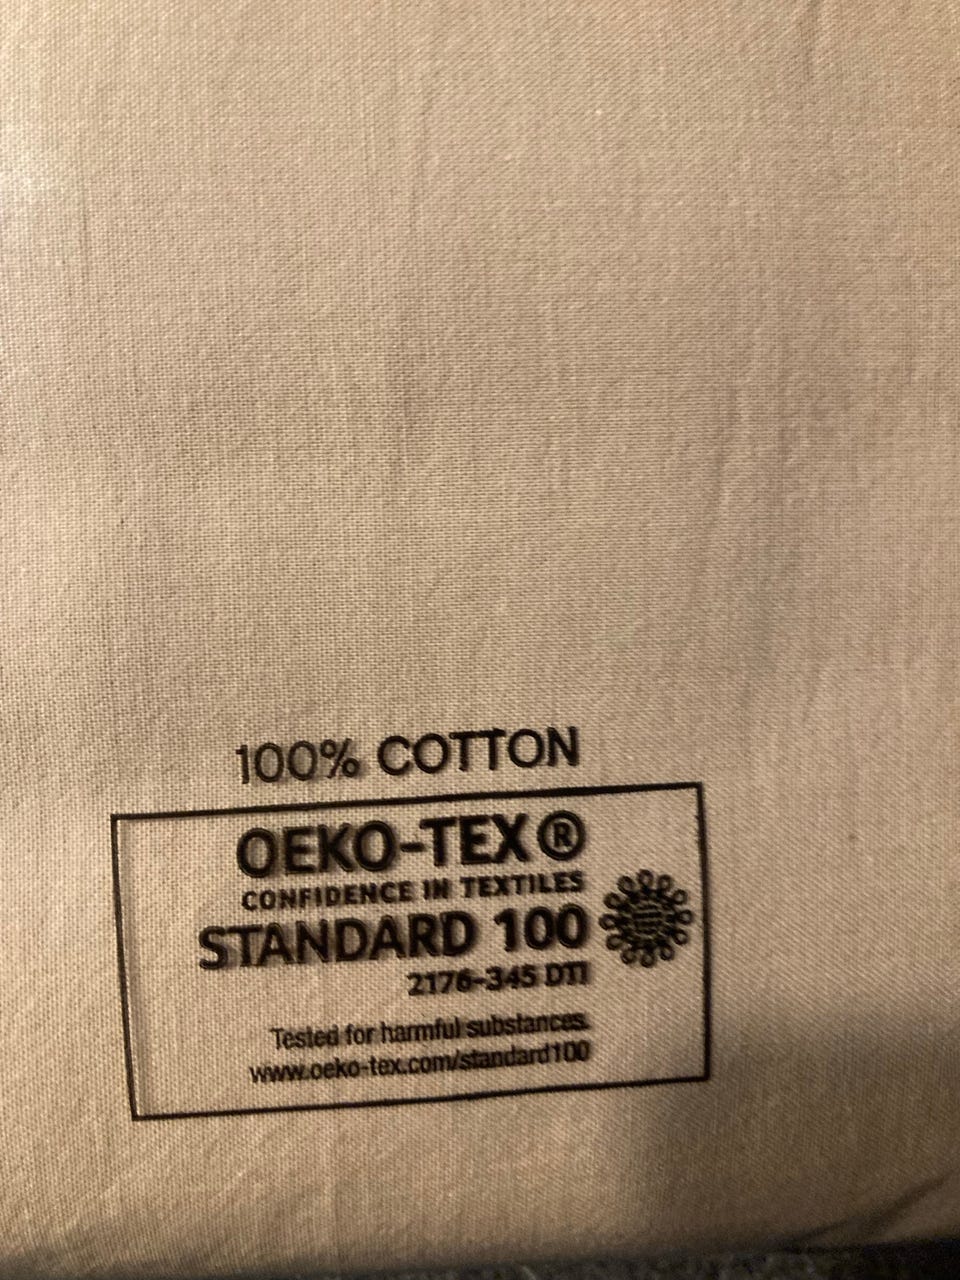 100% COTTON
OEKO-TEX®
CONFIDENCE IN TEXTILES
STANDARD 100
2176-345 DTI
Tested for harmful substances.
www.oeko-tex.com/standard100